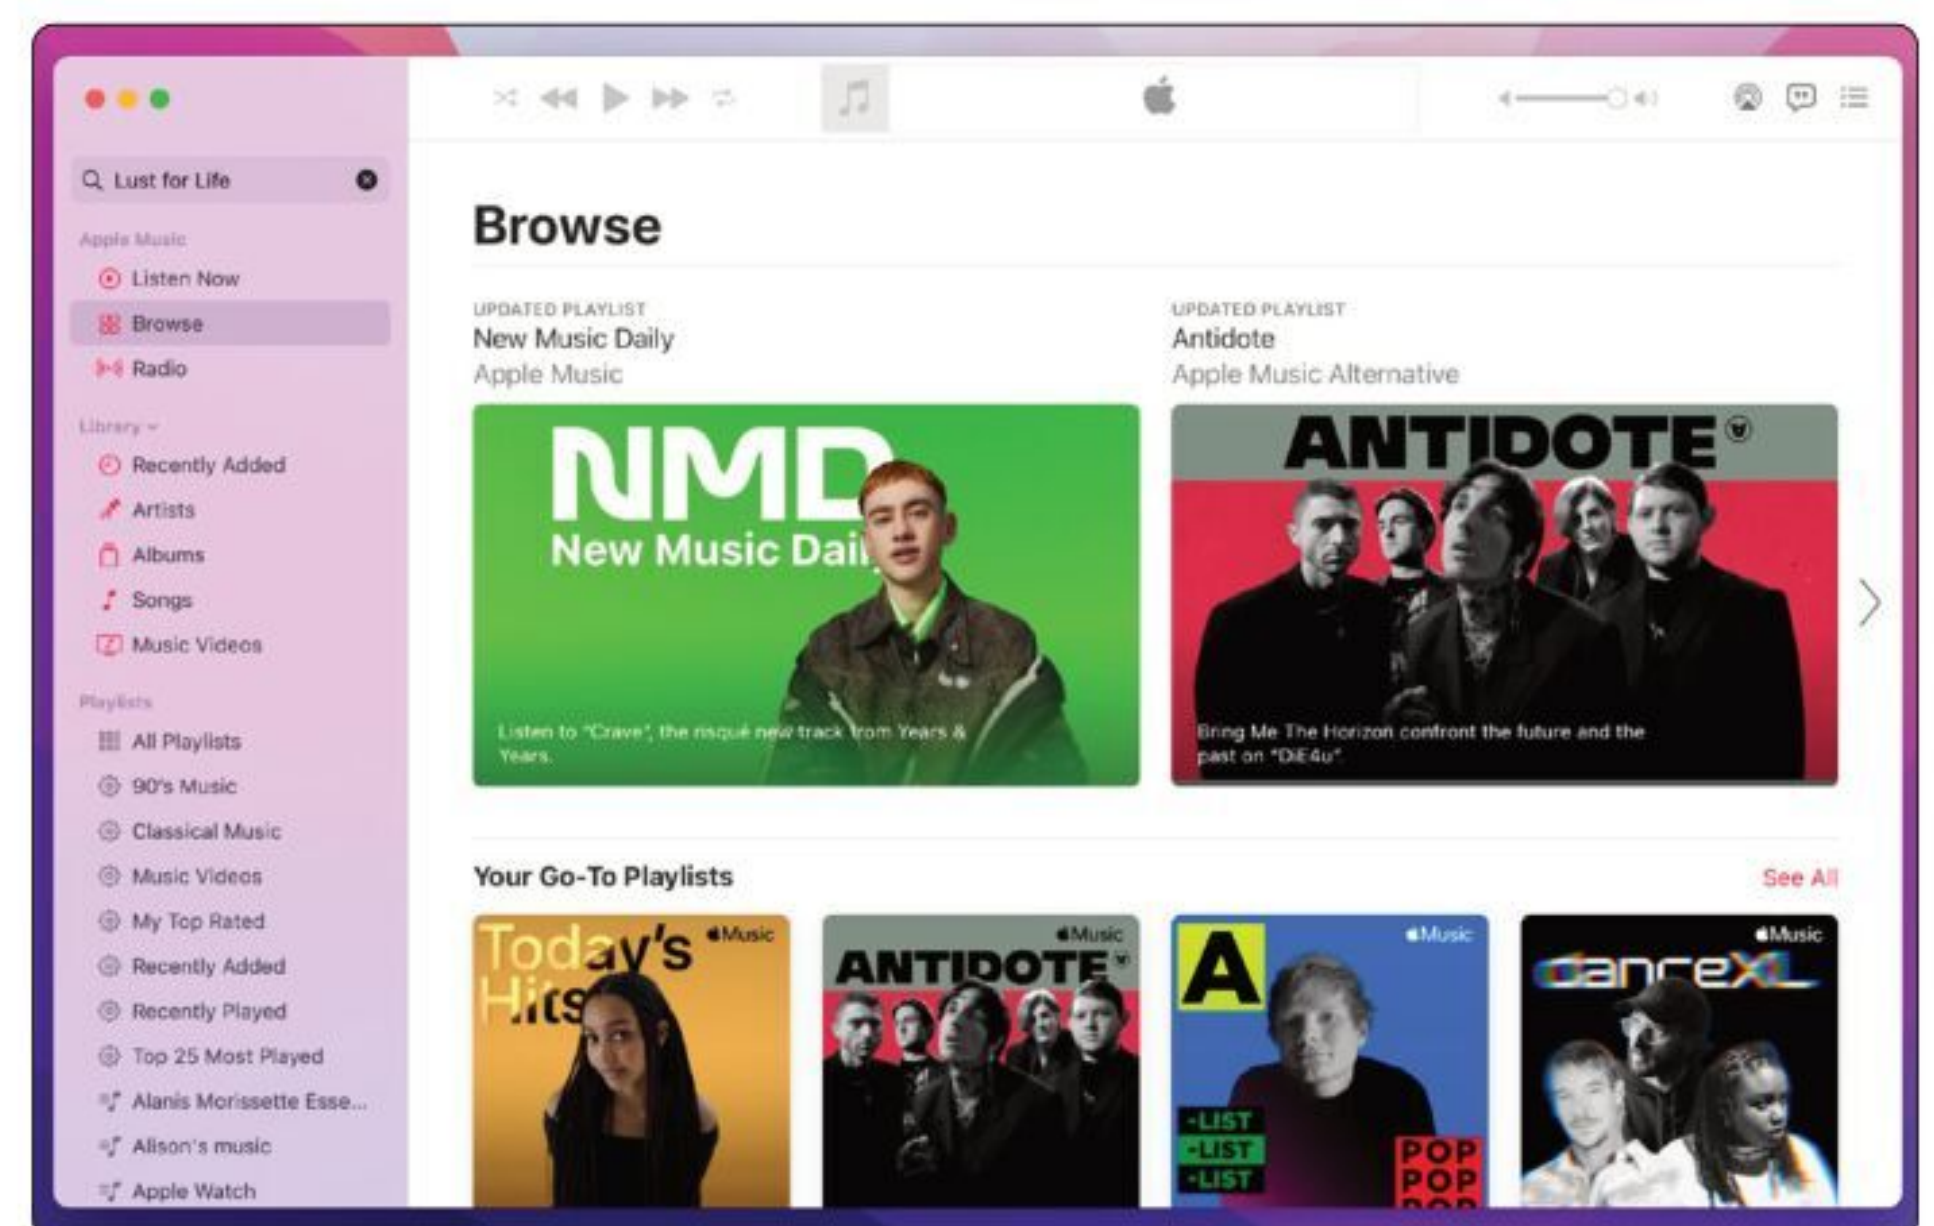 Lust for Life
Apple Music
Listen Now
Browse
Radio
Library
Recently Added
Artists
Albums
Songs
Music Videos
Playlists
All Playlists
90's Music
Classical Music
Music Videos
My Top Rated
Recently Added
Recently Played
Top 25 Most Played
Alanis Morissette Esse...
Alison's music
Apple Watch
Browse
UPDATED PLAYLIST
New Music Daily
Apple Music
NMD
New Music Daily
Listen to "Crave", the risqué new track from Years &
Years.
UPDATED PLAYLIST
Antidote
Apple Music Alternative
ANTIDOTE
Bring Me The Horizon confront the future and the
past on "DiE4u".
Your Go-To Playlists
See All
Today's
Hits
Music
ANTIDOTE
Music
A
Music
-LIST
-LIST
-LIST
POP
POP
POP
danceXL
Music